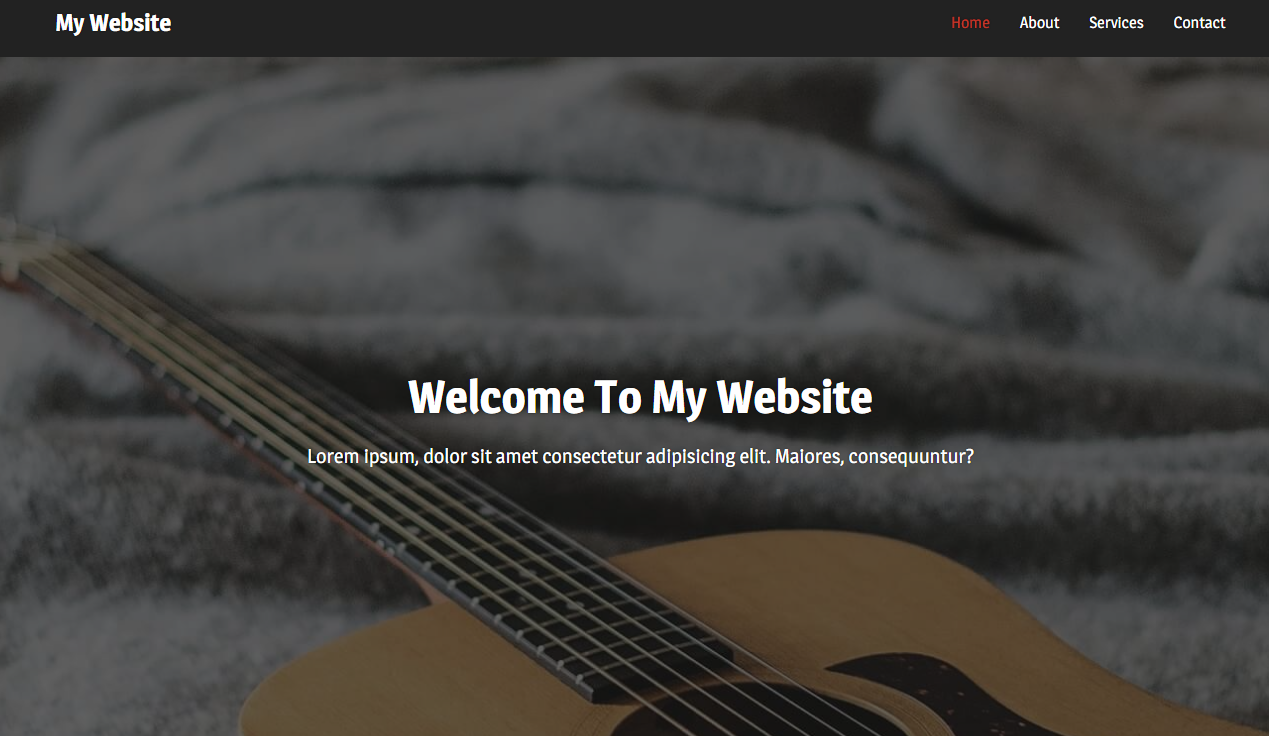 My Website
Home About Services Contact
Welcome To My Website
Lorem ipsum, dolor sit amet consectetur adipisicing elit. Maiores, consequuntur?